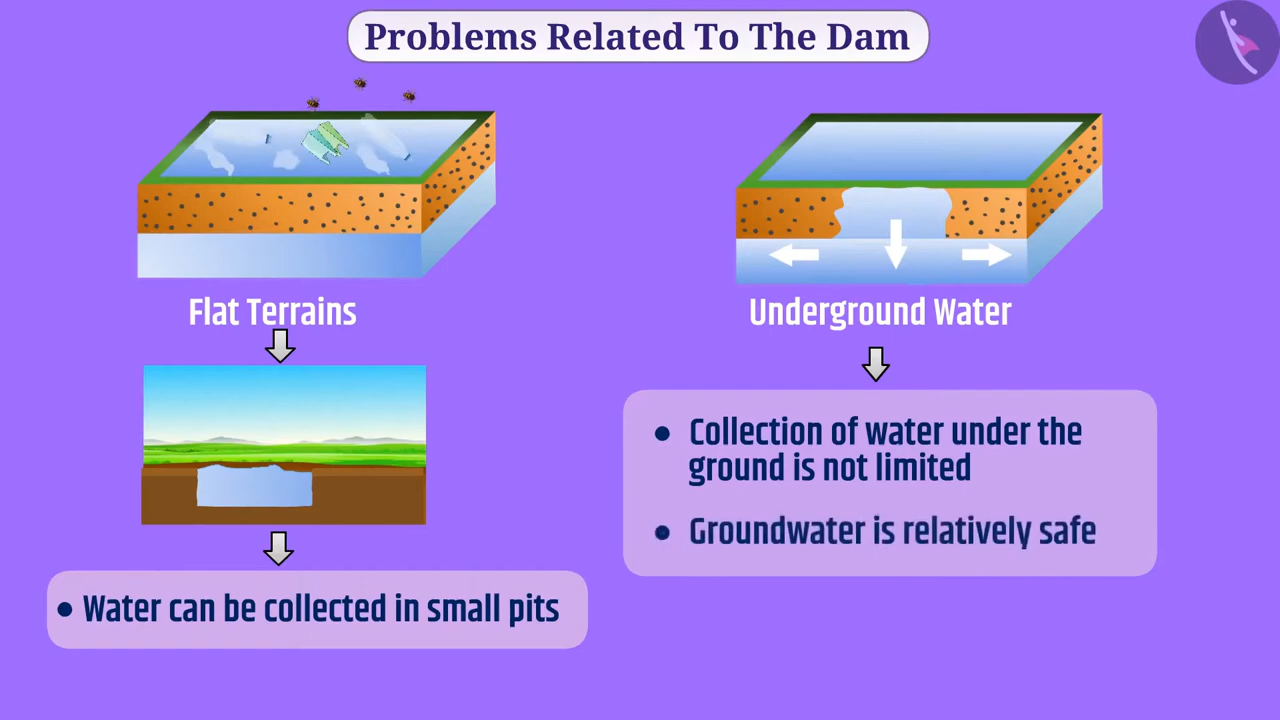 Problems Related To The Dam
Flat Terrains
• Water can be collected in small pits
Underground Water
• Collection of water under the
ground is not limited
• Groundwater is relatively safe